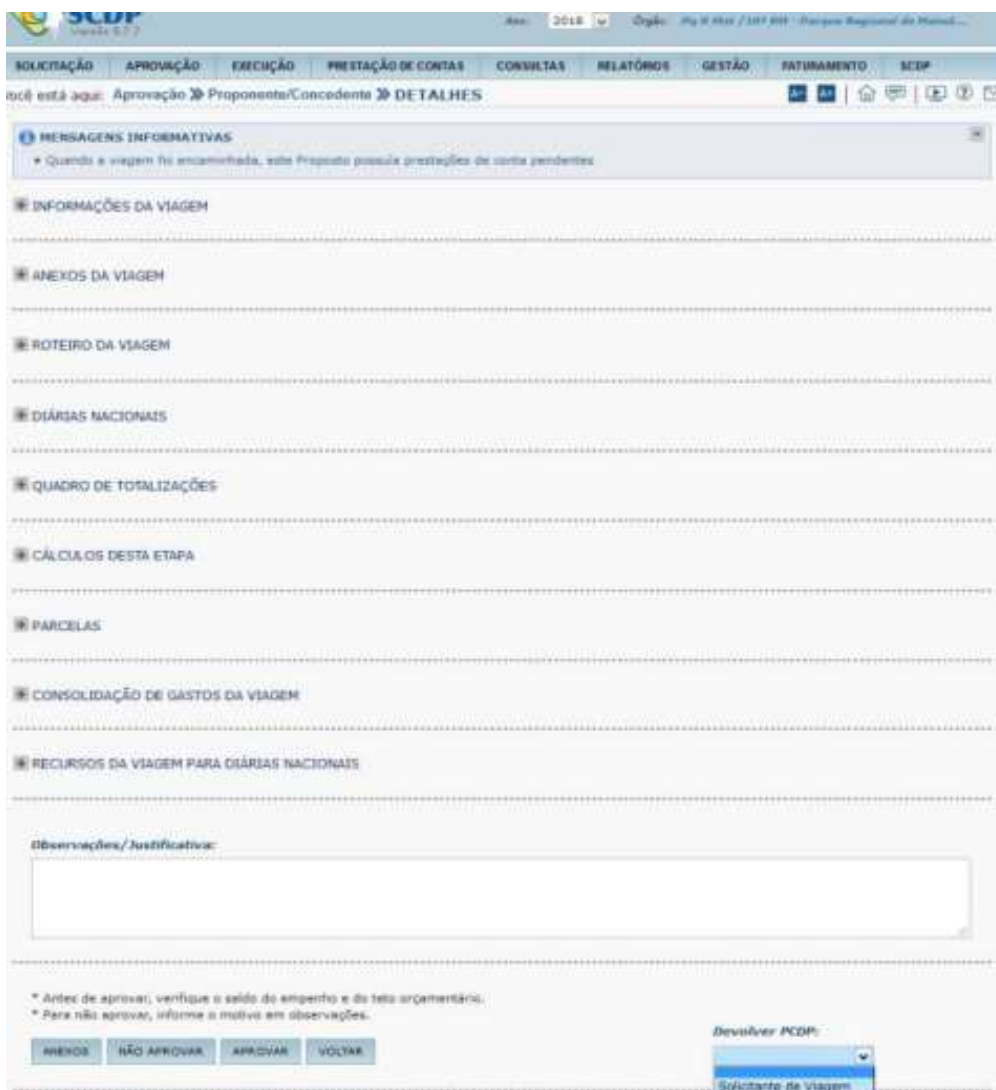 SCDP
Ano: 2018 Órgão:
SOLICITAÇÃO APROVAÇÃO EXECUÇÃO PRESTAÇÃO DE CONTAS CONSULTAS RELATÓRIOS GESTÃO FATURAMENTO SCDP
ocê está aqui: Aprovação Proponente/Concedente DETALHES
MENSAGENS INFORMATIVAS
• Quando a viagem foi encaminhada, este Proposto possuía prestações de conta pendentes
INFORMAÇÕES DA VIAGEM
ANEXOS DA VIAGEM
ROTEIRO DA VIAGEM
DIÁRIAS NACIONAIS
QUADRO DE TOTALIZAÇÕES
CÁLCULOS DESTA ETAPA
PARCELAS
CONSOLIDAÇÃO DE GASTOS DA VIAGEM
RECURSOS DA VIAGEM PARA DIÁRIAS NACIONAIS
Observações/Justificativa:
* Antes de aprovar, verifique o saldo do empenho e do teto orçamentário.
* Para não aprovar, informe o motivo em observações.
Devolver PCDP:
ANEXOS NÃO APROVAR APROVAR VOLTAR
Solicitante de Viagem